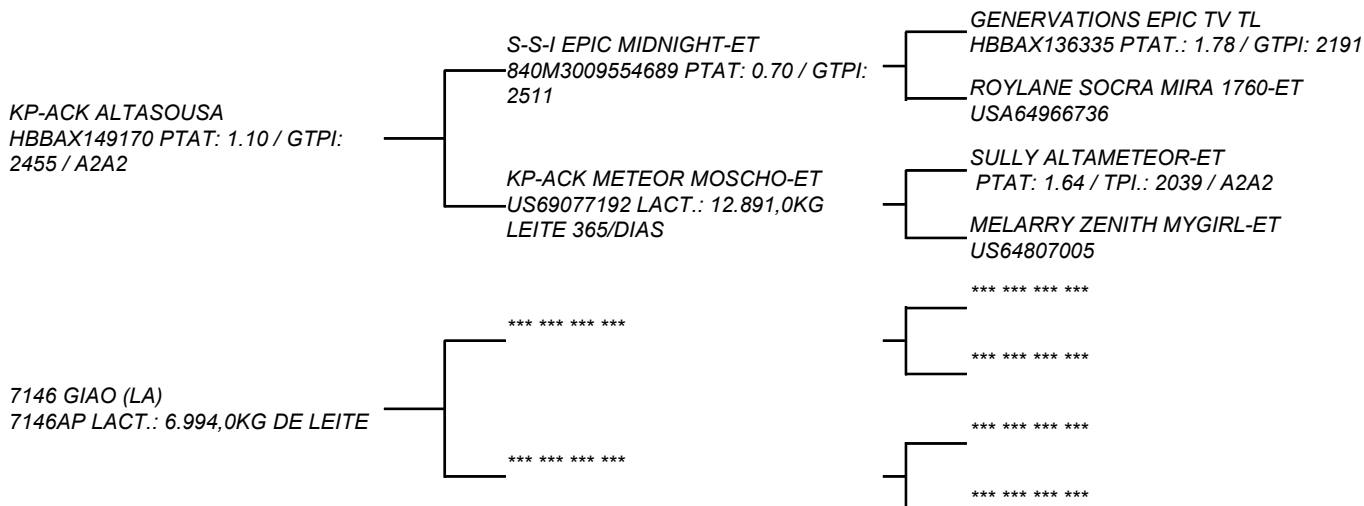 KP-ACK ALTASOUSA
HBBAX149170 PTAT: 1.10 / GTPI:
2455 / A2A2
S-S-I EPIC MIDNIGHT-ET
840M3009554689 PTAT: 0.70 / GTPI:
2511
GENERVATIONS EPIC TV TL
HBBAX136335 PTAT.: 1.78 / GTPI: 2191
ROYLANE SOCRA MIRA 1760-ET
USA64966736
KP-ACK METEOR MOSCHO-ET
US69077192 LACT.: 12.891,0KG
LEITE 365/DIAS
SULLY ALTAMETEOR-ET
PTAT: 1.64 / TPI.: 2039 / A2A2
MELARRY ZENITH MYGIRL-ET
US64807005
7146 GIAO (LA)
7146AP LACT.: 6.994,0KG DE LEITE
*** *** *** ***
*** *** *** ***
*** *** *** ***
*** *** *** ***
*** *** *** ***
*** *** *** ***